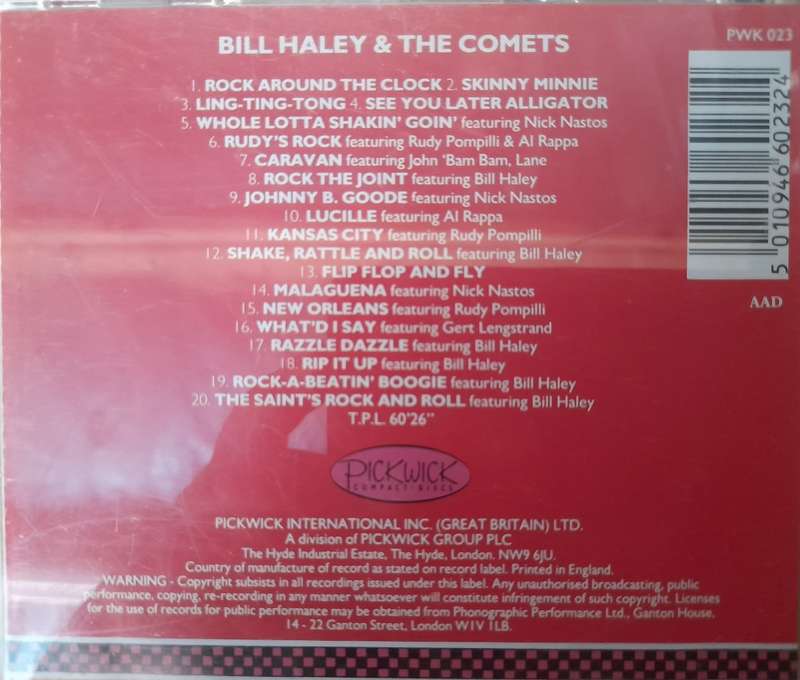 BILL HALEY & THE COMETS
PWK 023
1. ROCK AROUND THE CLOCK 2. SKINNY MINNIE
3. LING-TING-TONG 4. SEE YOU LATER ALLIGATOR
5. WHOLE LOTTA SHAKIN' GOIN' featuring Nick Nastos
6. RUDY'S ROCK featuring Rudy Pompilli & Al Rappa
7. CARAVAN featuring John 'Bam Bam, Lane
8. ROCK THE JOINT featuring Bill Haley
9. JOHNNY B. GOODE featuring Nick Nastos
10. LUCILLE featuring Al Rappa
11. KANSAS CITY featuring Rudy Pompilli
12. SHAKE, RATTLE AND ROLL featuring Bill Haley
13. FLIP FLOP AND FLY
14. MALAGUENA featuring Nick Nastos
15. NEW ORLEANS featuring Rudy Pompilli
16. WHAT'D I SAY featuring Gert Lengstrand
17. RAZZLE DAZZLE featuring Bill Haley
18. RIP IT UP featuring Bill Haley
19. ROCK-A-BEATIN' BOOGIE featuring Bill Haley
20. THE SAINT'S ROCK AND ROLL featuring Bill Haley
T.P.L. 60'26"
5 010946 602324
AAD
PICKWICK
COMPACT·DISCS
PICKWICK INTERNATIONAL INC. (GREAT BRITAIN) LTD.
A division of PICKWICK GROUP PLC
The Hyde Industrial Estate, The Hyde, London. NW9 6JU.
Country of manufacture of record as stated on record label. Printed in England.
WARNING - Copyright subsists in all recordings issued under this label. Any unauthorised broadcasting, public
performance, copying, re-recording in any manner whatsoever will constitute infringement of such copyright. Licenses
for the use of records for public performance may be obtained from Phonographic Performance Ltd., Ganton House.
14 - 22 Ganton Street, London W1V 1LB.